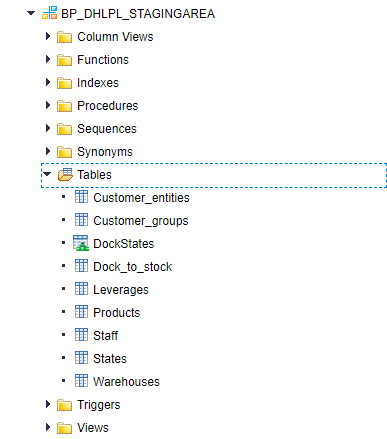 BP_DHLPL_STAGINGAREA
Column Views
Functions
Indexes
Procedures
Sequences
Synonyms
Tables
Customer_entities
Customer_groups
DockStates
Dock_to_stock
Leverages
Products
Staff
States
Warehouses
Triggers
Views